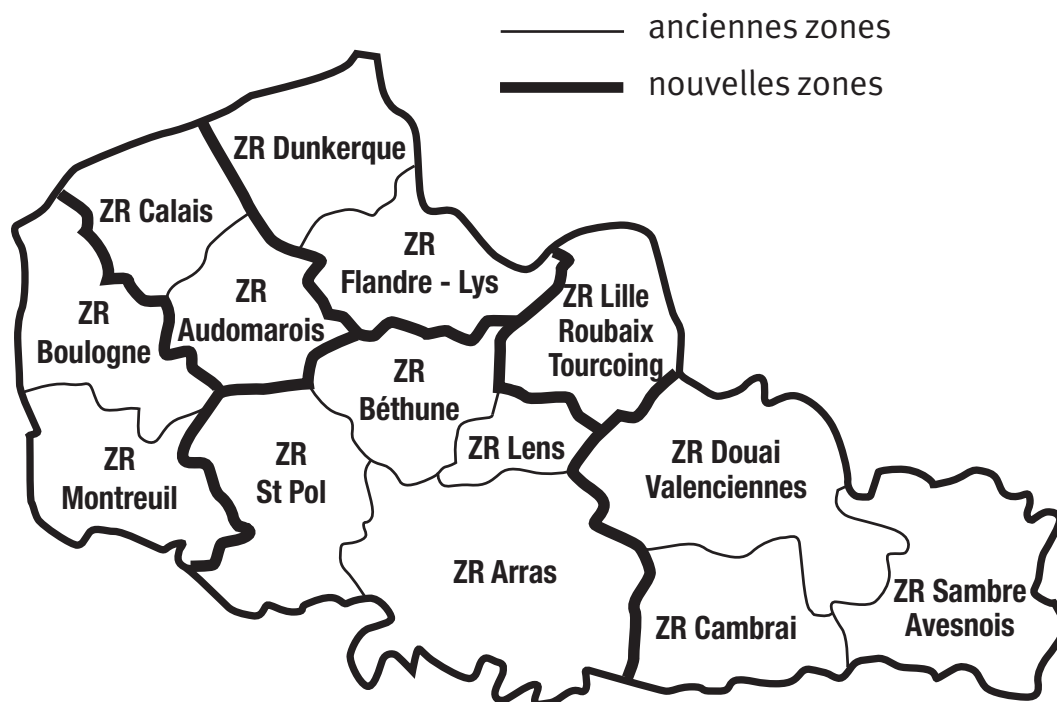 anciennes zones
nouvelles zones
ZR Dunkerque
ZR Calais
ZR
Flandre - Lys
ZR
Audomarois
ZR Lille
Roubaix
Tourcoing
ZR
Boulogne
ZR
Béthune
ZR Lens
ZR
Montreuil
ZR
St Pol
ZR Douai
Valenciennes
ZR Arras
ZR Cambrai
ZR Sambre
Avesnois